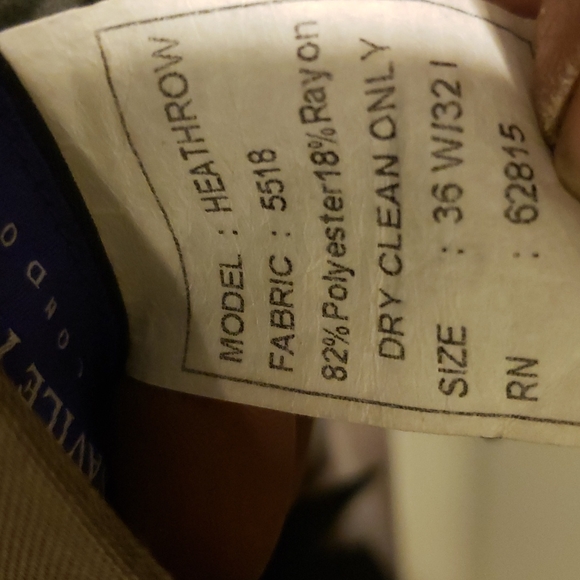 MODEL : HEATHROW
FABRIC : 5518
82%Polyester18%Rayon
DRY CLEAN ONLY
SIZE : 36 W/32 I
RN : 62815